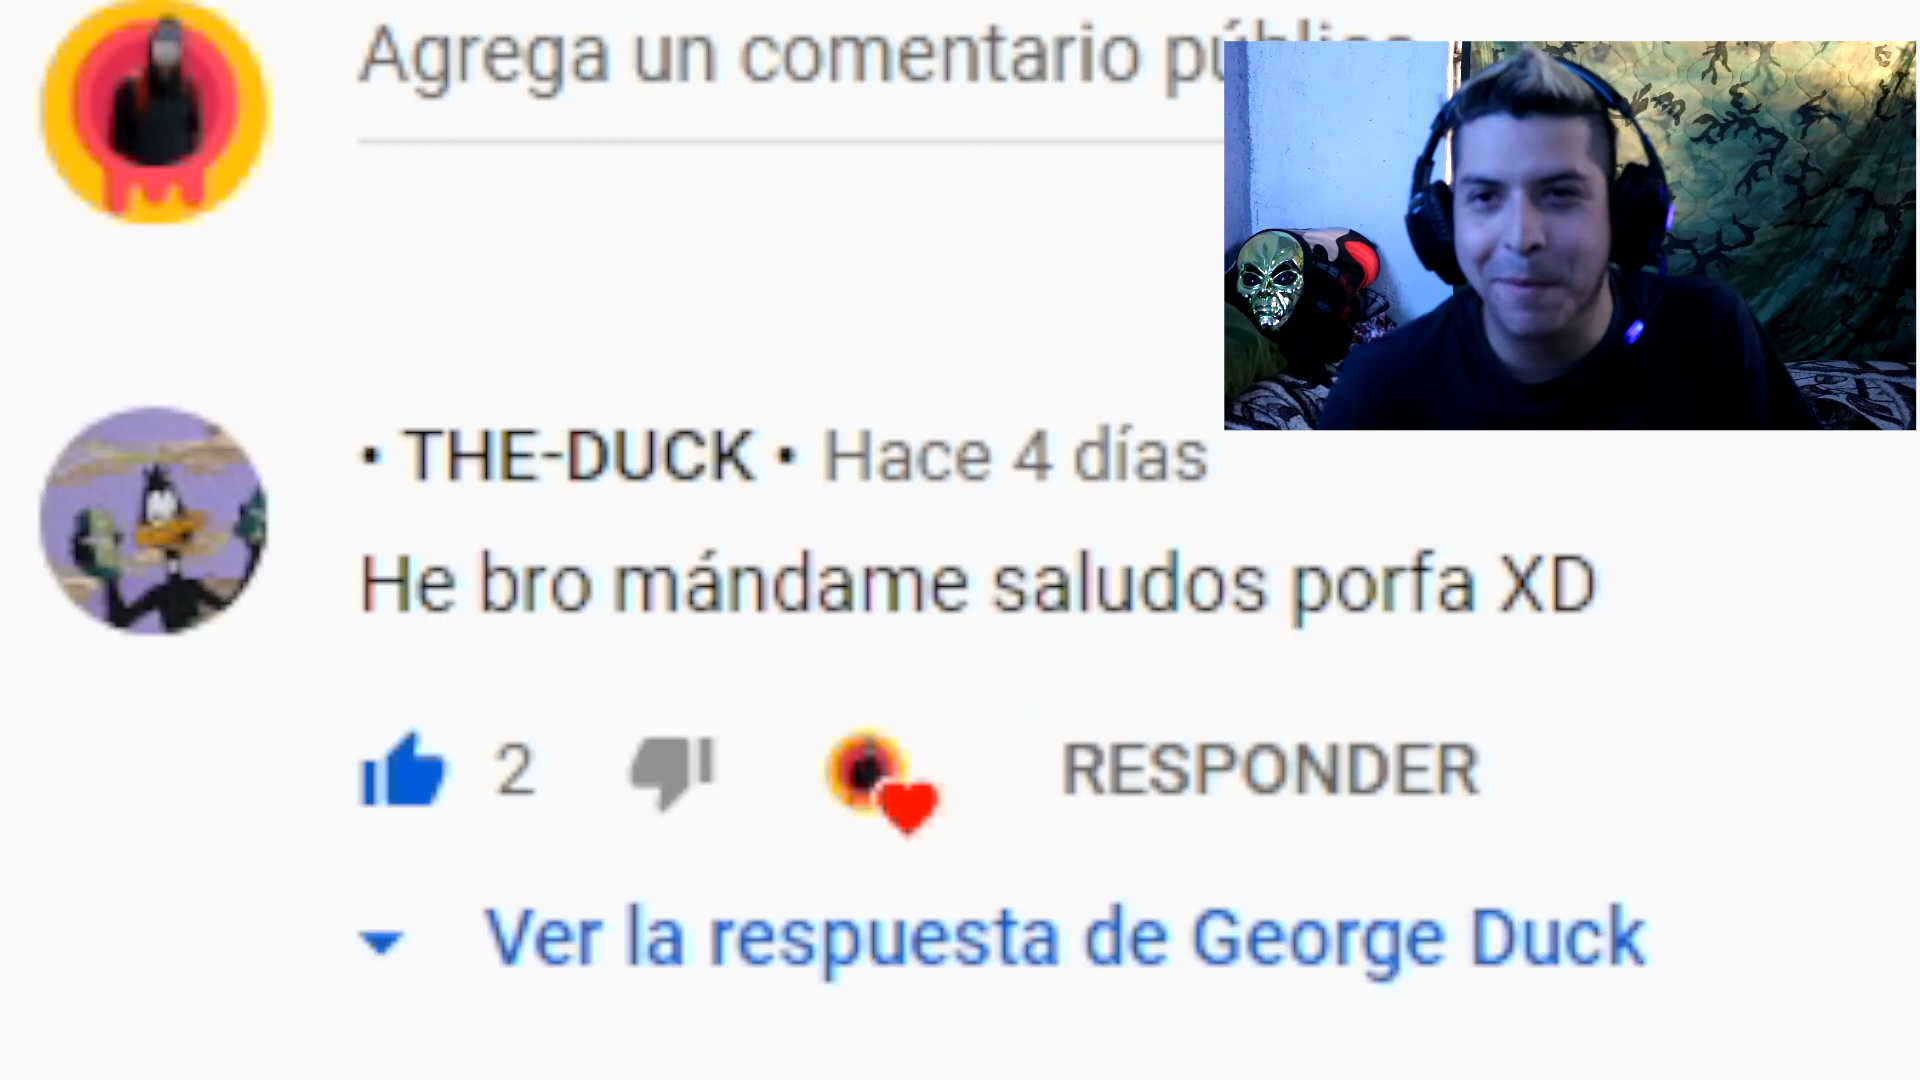 Agrega un comentario público
• THE-DUCK • Hace 4 días
He bro mándame saludos porfa XD
2
RESPONDER
Ver la respuesta de George Duck